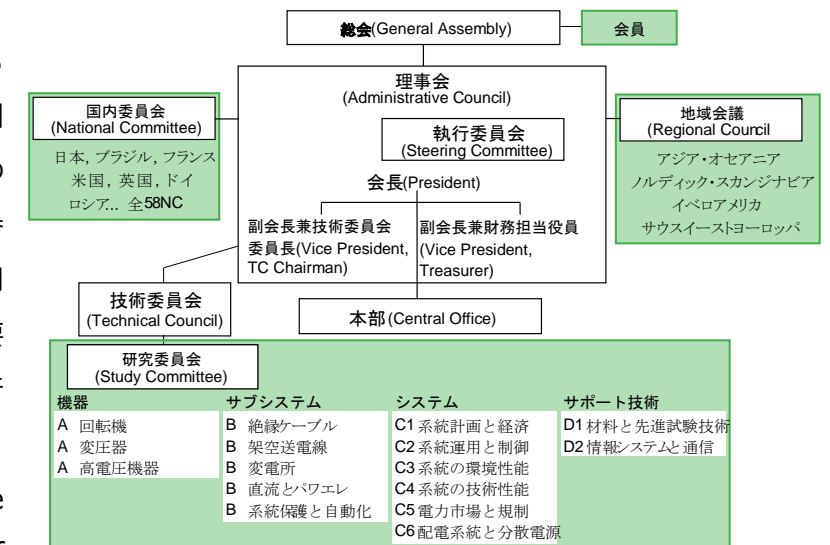 総会(General Assembly)
会員
理事会
(Administrative Council)
国内委員会
(National Committee)
日本, ブラジル, フランス
米国, 英国, ドイ
ロシア... 全58NC
執行委員会
(Steering Committee)
地域会議
(Regional Council
アジア・オセアニア
ノルディック・スカンジナビア
イベロアメリカ
サウスイーストヨーロッパ
会長(President)
副会長兼技術委員会
委員長(Vice President,
TC Chairman)
副会長兼財務担当役員
(Vice President,
Treasurer)
技術委員会
(Technical Council)
本部(Central Office)
研究委員会
(Study Committee)
機器
A 回転機
A 変圧器
A 高電圧機器
サブシステム
B 絶縁ケーブル
B 架空送電線
B 変電所
B 直流とパワエレ
B 系統保護と自動化
システム
C1 系統計画と経済
C2 系統運用と制御
C3 系統の環境性能
C4 系統の技術性能
C5 電力市場と規制
C6 配電系統と分散電源
サポート技術
D1 材料と先進試験技術
D2 情報システムと通信